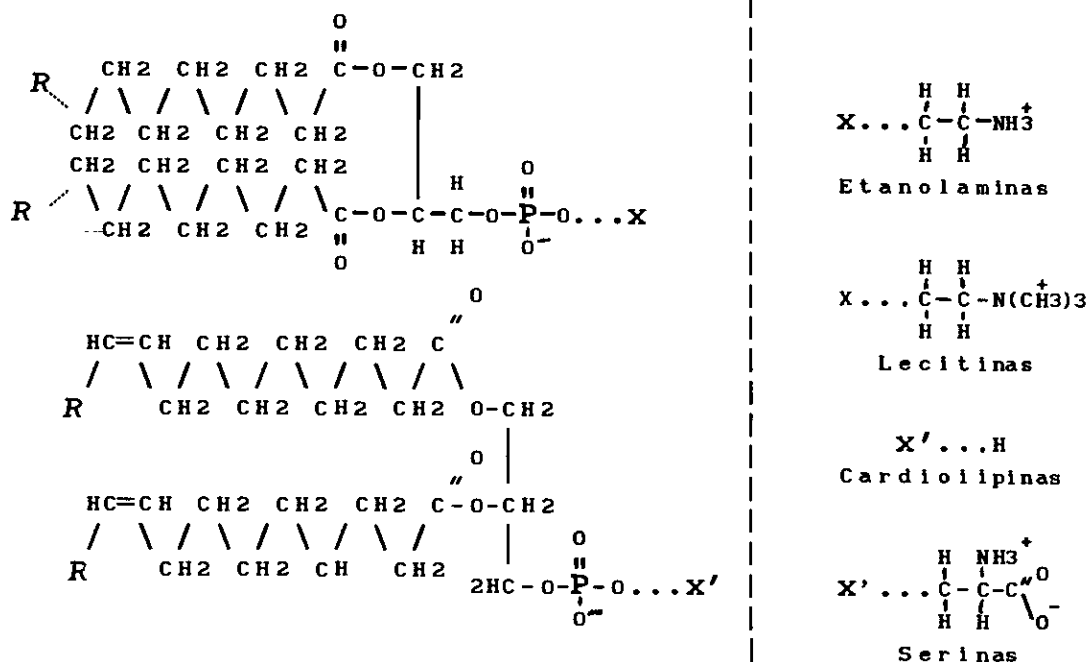 O
CH2 CH2 CH2 C-O-CH2
R
CH2 CH2 CH2 CH2
CH2 CH2 CH2 CH2
H O
R C-O-C-C-O-P-O...X
--CH2 CH2 CH2 H H O-
O
O
HC=CH CH2 CH2 CH2 C
R CH2 CH2 CH2 CH2 O-CH2
O
HC=CH CH2 CH2 CH2 C-O-CH2
O
R CH2 CH2 CH CH2
2HC-O-P-O...X'
O-
H H
X...C-C-NH3+
H H
Etanolaminas
H H
X...C-C-N(CH3)3+
H H
Lecitinas
X'...H
Cardiolipinas
H NH3+
X'...C-C-C O
H H O-
Serinas